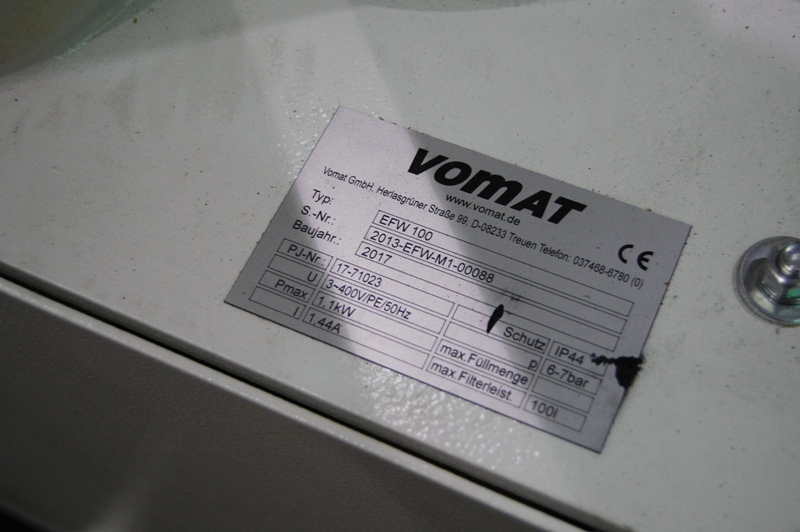 VOMAT
www.vomat.de
Vomat GmbH, Herlasgrüner Straße 99, D-08233 Treuen Telefon: 037468-6780 (0)
CE
Typ: EFW 100
S.-Nr.: 2013-EFW-M1-00088
Baujahr.: 2017
PJ-Nr.: 17-71023
U 3~400V/PE/50Hz Schutz IP44
Pmax 1.1kW p 6-7bar
I 1.44A max.Füllmenge
max.Filterleist. 100l